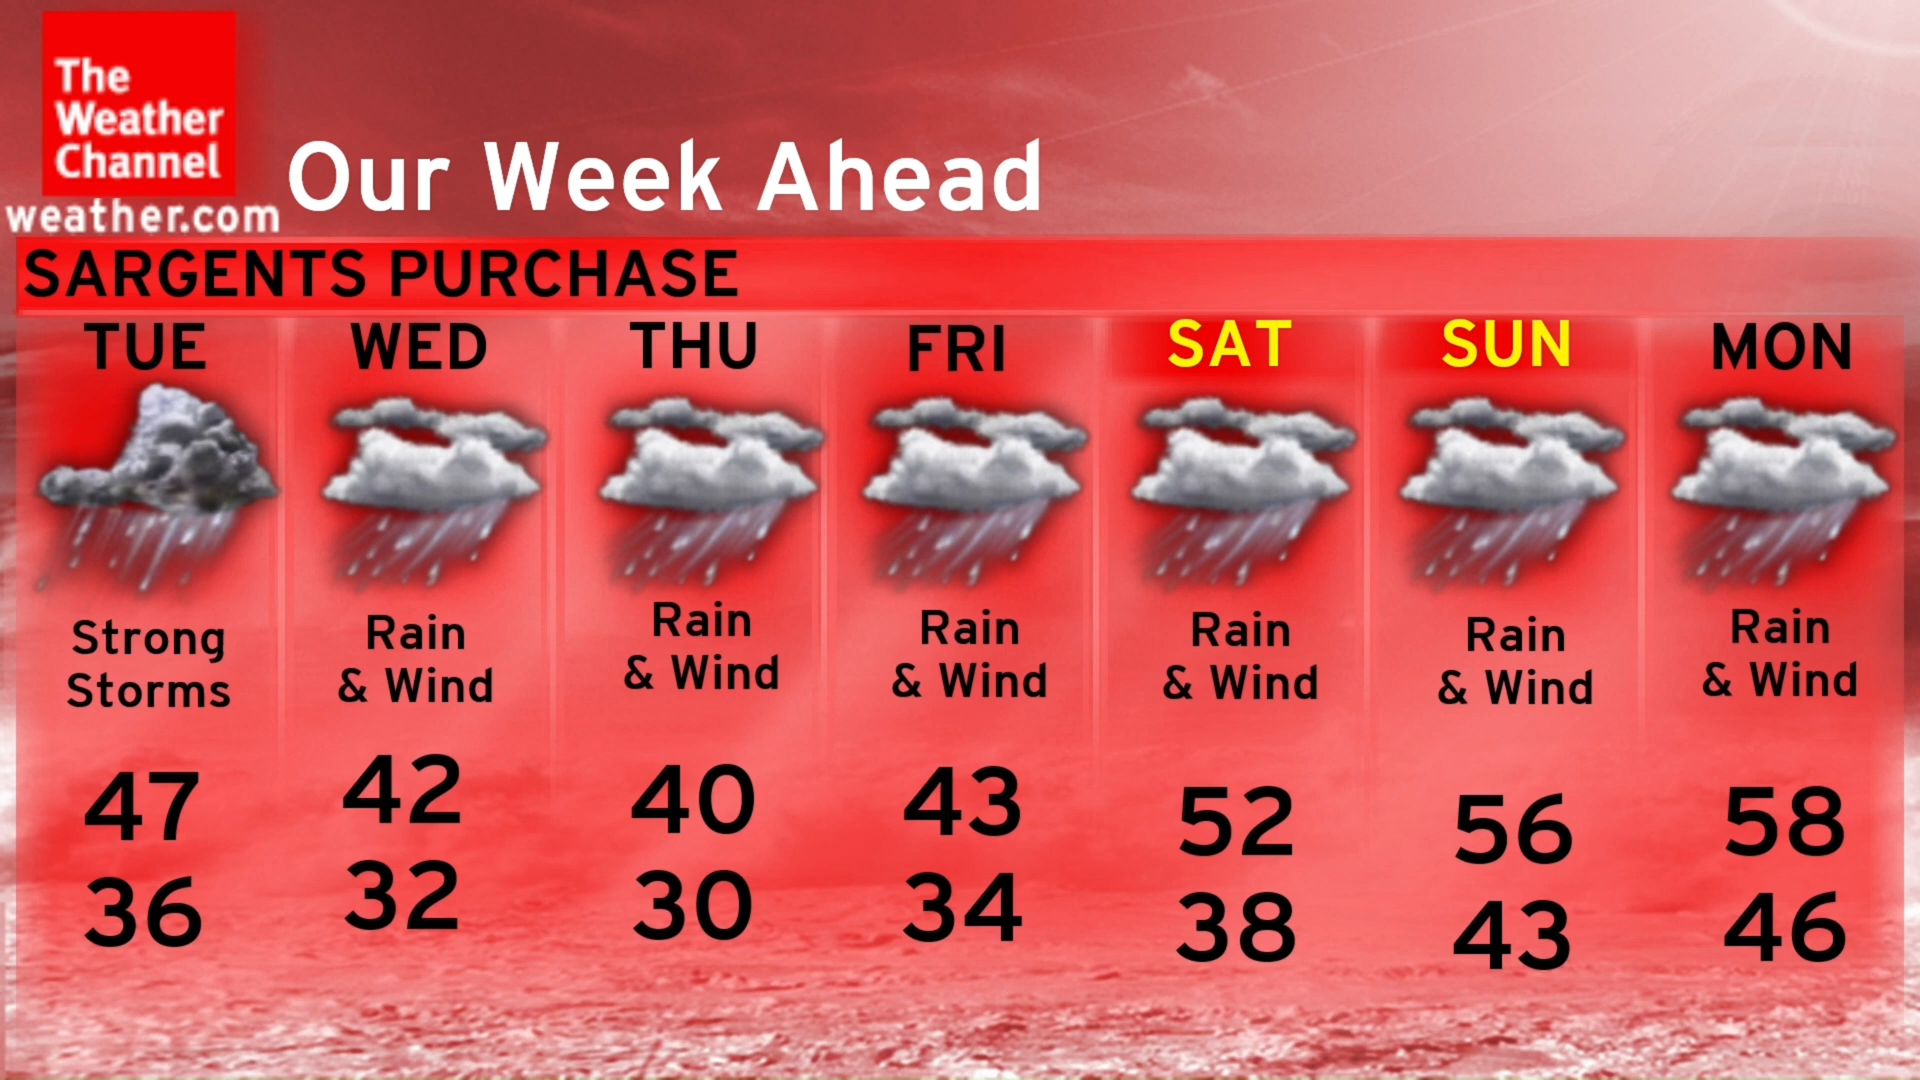 The
Weather
Channel
weather.com
Our Week Ahead
SARGENTS PURCHASE
TUE WED THU FRI SAT SUN MON
Strong Rain Rain Rain Rain Rain Rain
Storms & Wind & Wind & Wind & Wind & Wind & Wind
47 42 40 43 52 56 58
36 32 30 34 38 43 46